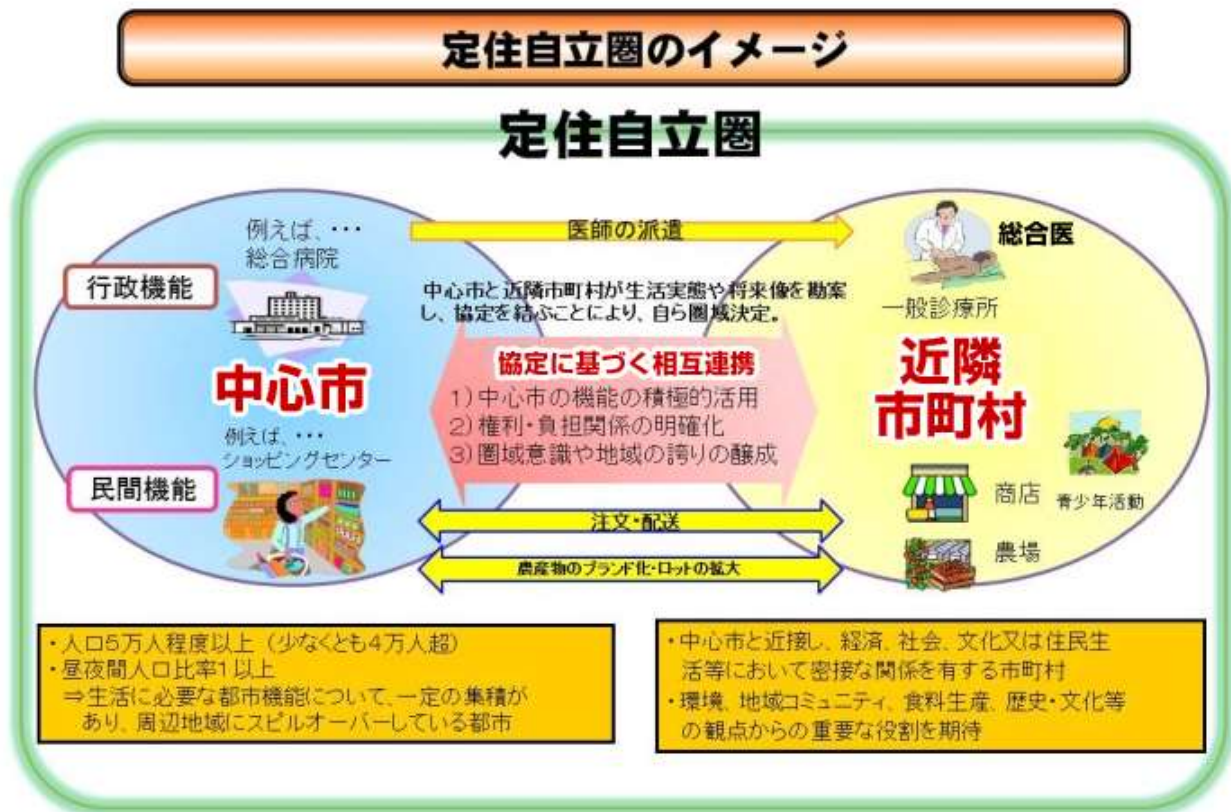 定住自立圏のイメージ
定住自立圏
例えば、・・・
総合病院
行政機能
中心市
例えば、・・・
ショッピングセンター
民間機能
医師の派遣
中心市と近隣市町村が生活実態や将来像を勘案
し、協定を結ぶことにより、自ら圏域決定。
協定に基づく相互連携
1)中心市の機能の積極的活用
2)権利・負担関係の明確化
3)圏域意識や地域の誇りの醸成
注文・配送
農産物のブランド化・ロットの拡大
総合医
一般診療所
近隣
市町村
商店
青少年活動
農場
・人口5万人程度以上（少なくとも4万人超）
・昼夜間人口比率1以上
⇒生活に必要な都市機能について、一定の集積が
あり、周辺地域にスピルオーバーしている都市
・中心市と近接し、経済、社会、文化又は住民生
活等において密接な関係を有する市町村
・環境、地域コミュニティ、食料生産、歴史・文化等
の観点からの重要な役割を期待